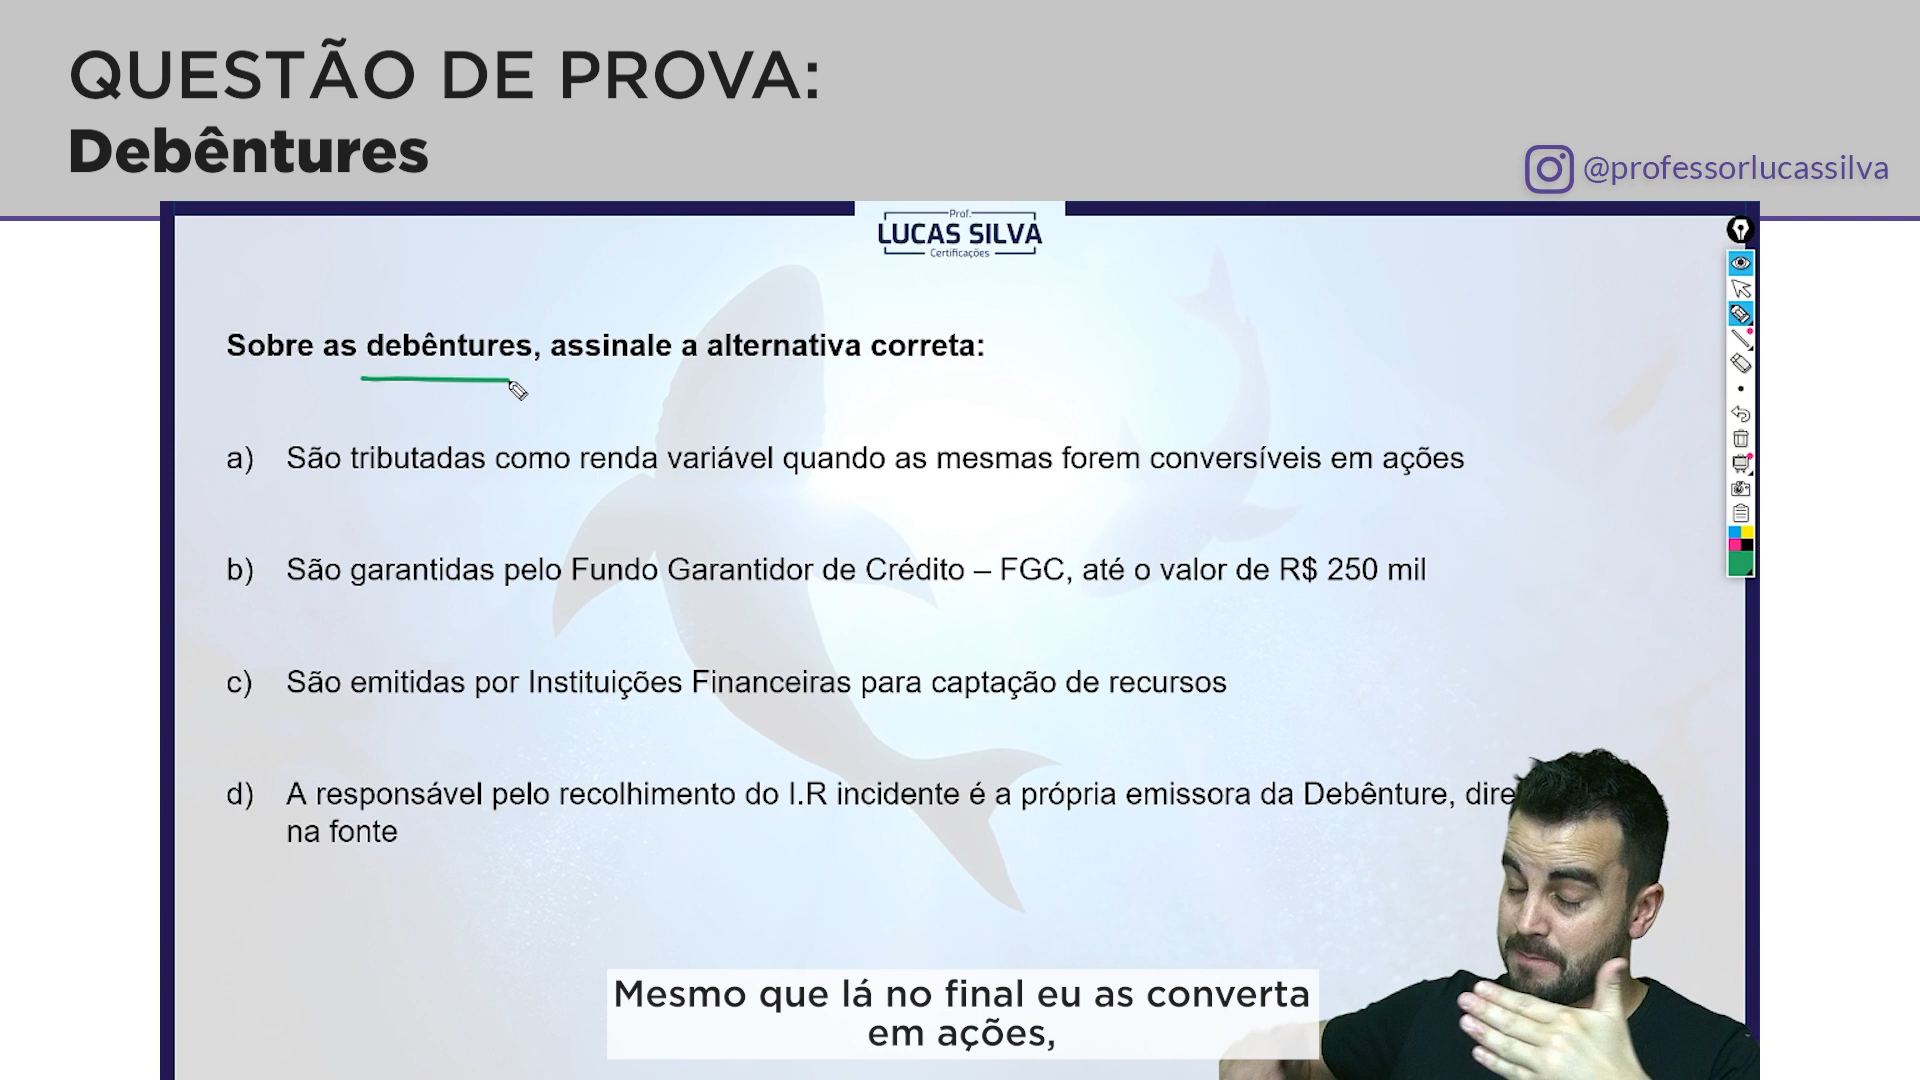 QUESTÃO DE PROVA:
Debêntures
@professorlucassilva
Prof.
LUCAS SILVA
Certificações
Sobre as debêntures, assinale a alternativa correta:
a) São tributadas como renda variável quando as mesmas forem conversíveis em ações
b) São garantidas pelo Fundo Garantidor de Crédito – FGC, até o valor de R$ 250 mil
c) São emitidas por Instituições Financeiras para captação de recursos
d) A responsável pelo recolhimento do I.R incidente é a própria emissora da Debênture,
na fonte
Mesmo que lá no final eu as converta
em ações,